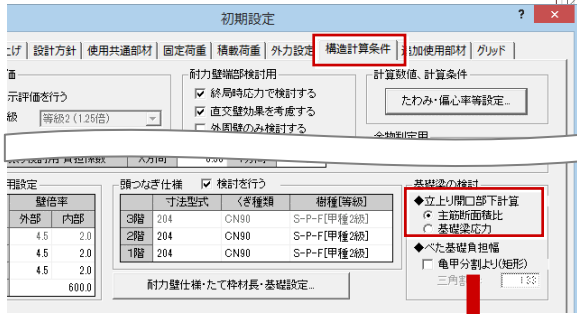 初期設定
? ×
上げ 設計方針 使用共通部材 固定荷重 積載荷重 外力設定 構造計算条件 追加使用部材 グリッド
価
示評価を行う
級 等級2 (1.25倍)
耐力壁端部検討用
終局時応力で検討する
直交壁効果を考慮する
外周壁のみ検討する
計算数値、計算条件
たわみ・偏心率等設定...
用設定
壁倍率
外部 内部
4.5 2.0
4.5 2.0
4.5 2.0
600.0
頭つなぎ仕様 検討を行う
寸法型式 くぎ種類 樹種[等級]
3階 204 CN90 S-P-F[甲種2級]
2階 204 CN90 S-P-F[甲種2級]
1階 204 CN90 S-P-F[甲種2級]
耐力壁仕様・たて枠材長・基礎設定...
基礎梁の検討
◆立上り開口部下計算
主筋断面積比
基礎梁応力
◆べた基礎負担幅
亀甲分割より(矩形)
三角割
1.33